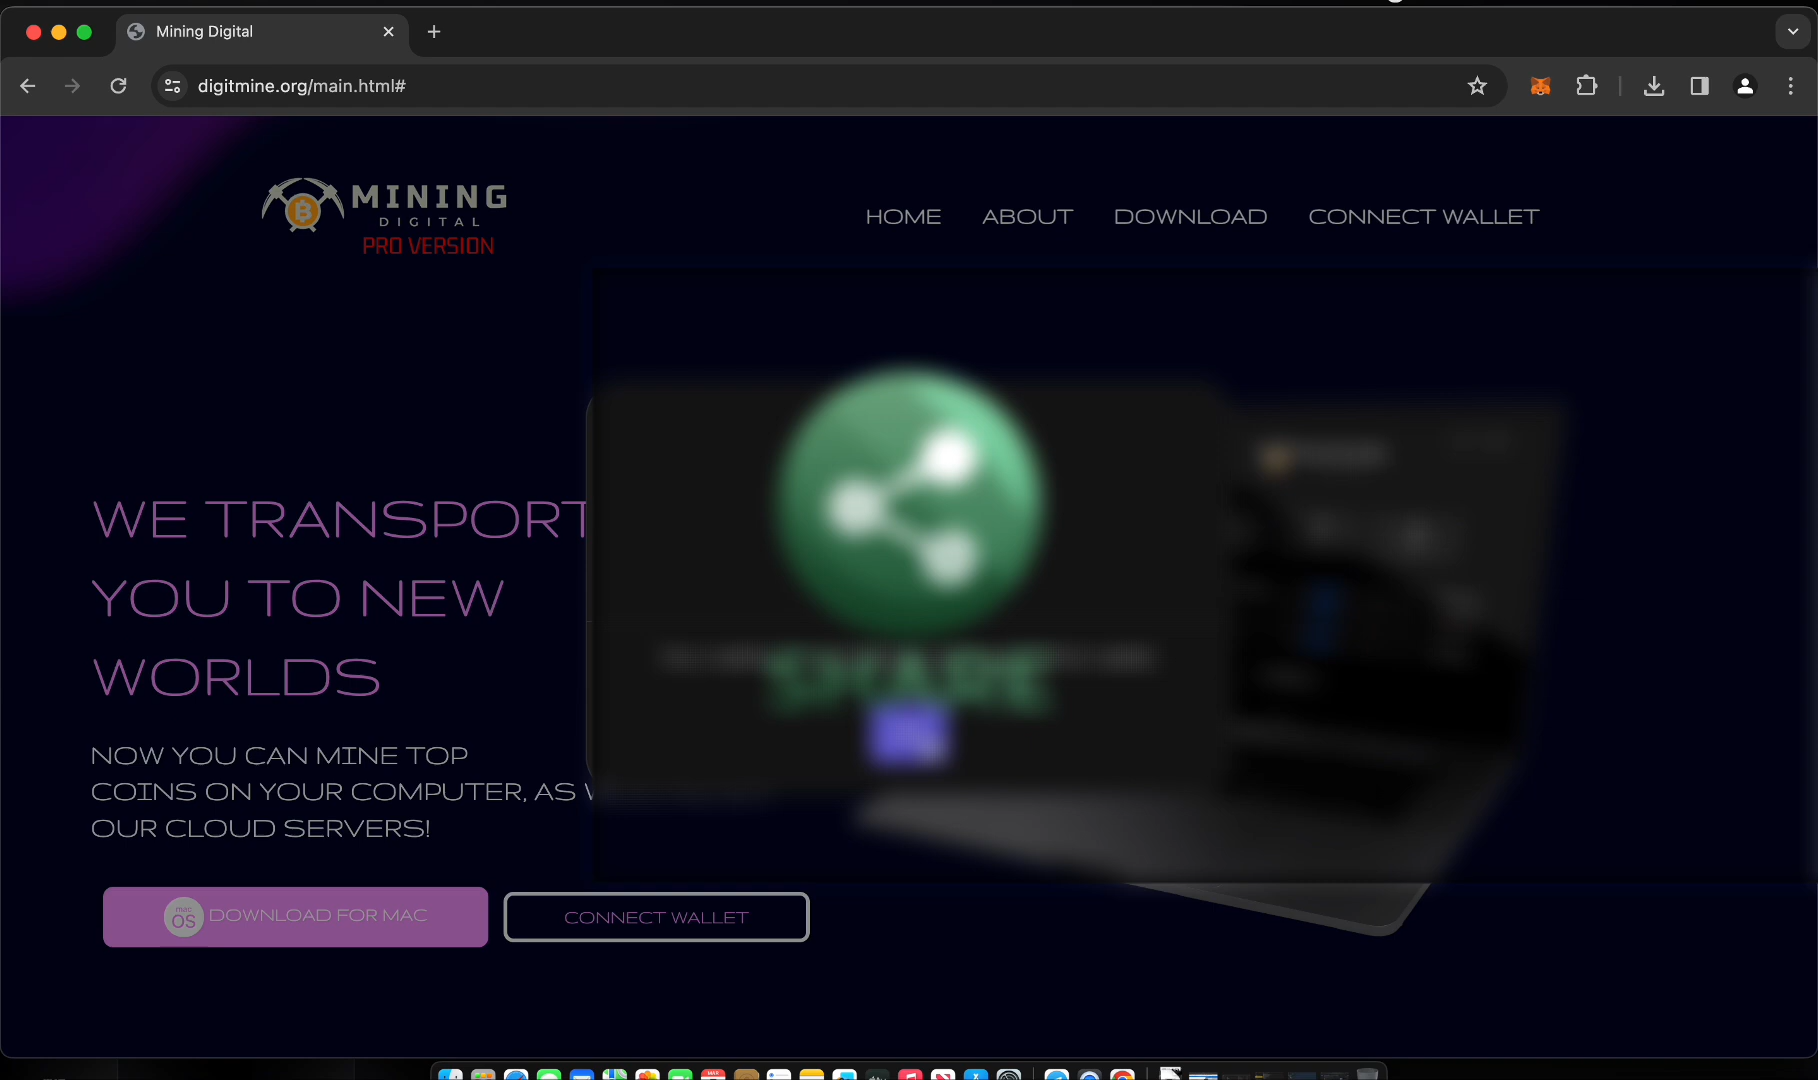 Mining Digital
digitmine.org/main.html#
MINING
DIGITAL
PRO VERSION
HOME ABOUT DOWNLOAD CONNECT WALLET
WE TRANSPORT
YOU TO NEW
WORLDS
NOW YOU CAN MINE TOP
COINS ON YOUR COMPUTER, AS
OUR CLOUD SERVERS!
mac
OS
DOWNLOAD FOR MAC
CONNECT WALLET
SHARE